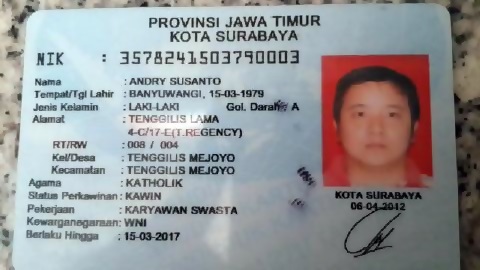 PROVINSI JAWA TIMUR
KOTA SURABAYA
NIK : 3578241503790003
Nama : ANDRY SUSANTO
Tempat/Tgl Lahir : BANYUWANGI, 15-03-1979
Jenis Kelamin : LAKI-LAKI Gol. Darah : A
Alamat : TENGGILIS LAMA
4-C/17-E(T.REGENCY)
RT/RW : 008 / 004
Kel/Desa : TENGGILIS MEJOYO
Kecamatan : TENGGILIS MEJOYO
Agama : KATHOLIK
Status Perkawinan : KAWIN
Pekerjaan : KARYAWAN SWASTA
Kewarganegaraan : WNI
Berlaku Hingga : 15-03-2017
KOTA SURABAYA
06-04-2012